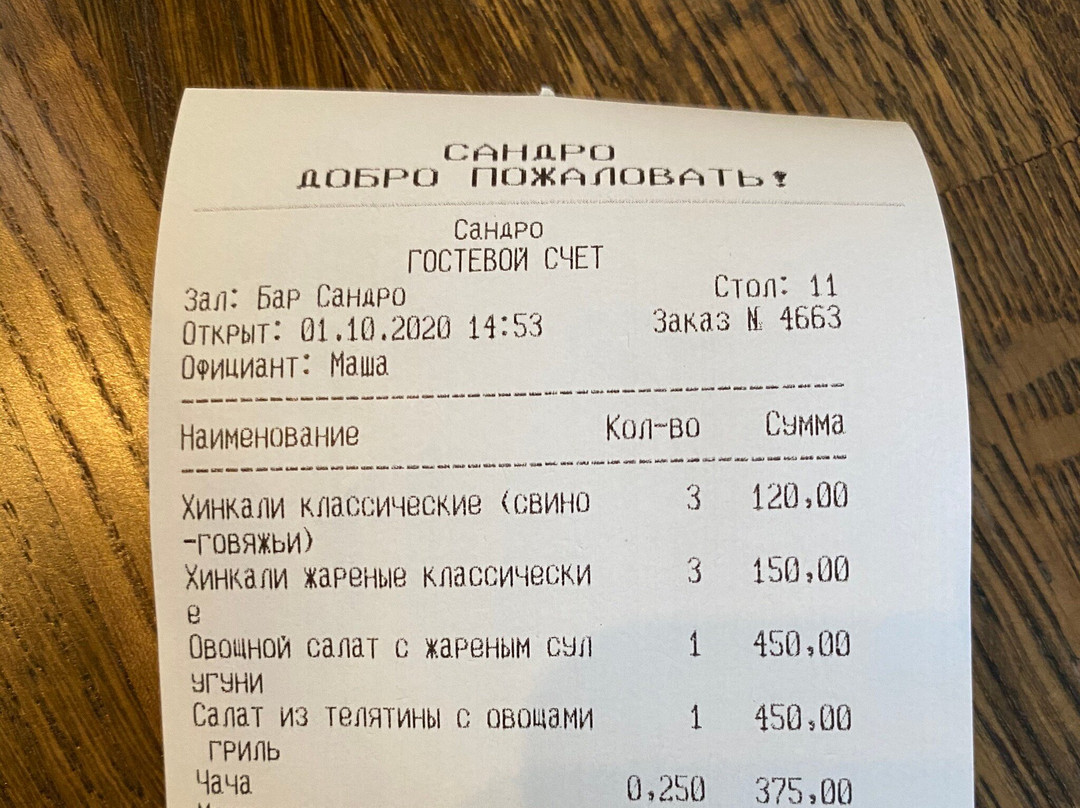 САНДРО
ДОБРО ПОЖАЛОВАТЬ!
Сандро
ГОСТЕВОЙ СЧЕТ
Зал: Бар Сандро Стол: 11
Открыт: 01.10.2020 14:53 Заказ № 4663
Официант: Маша
Наименование Кол-во Сумма
Хинкали классические (свино 3 120,00
-говяжьи)
Хинкали жареные классически 3 150,00
е
Овощной салат с жареным сул 1 450,00
угуни
Салат из телятины с овощами 1 450,00
гриль
Чача 0,250 375,00